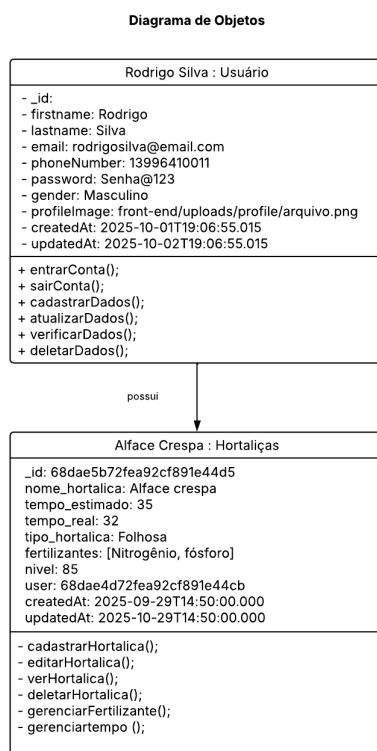 Diagrama de Objetos
Rodrigo Silva : Usuário
- _id:
- firstname: Rodrigo
- lastname: Silva
- email: rodrigosilva@email.com
- phoneNumber: 13996410011
- password: Senha@123
- gender: Masculino
- profileImage: front-end/uploads/profile/arquivo.png
- createdAt: 2025-10-01T19:06:55.015
- updatedAt: 2025-10-02T19:06:55.015
+ entrarConta();
+ sairConta();
+ cadastrarDados();
+ atualizarDados();
+ verificarDados();
+ deletarDados();
possui
Alface Crespa : Hortaliças
_id: 68dae5b72fea92cf891e44d5
nome_hortalica: Alface crespa
tempo_estimado: 35
tempo_real: 32
tipo_hortalica: Folhosa
fertilizantes: [Nitrogênio, fósforo]
nivel: 85
user: 68dae4d72fea92cf891e44cb
createdAt: 2025-09-29T14:50:00.000
updatedAt: 2025-10-29T14:50:00.000
- cadastrarHortalica();
- editarHortalica();
- verHortalica();
- deletarHortalica();
- gerenciarFertilizante();
- gerenciartempo ();